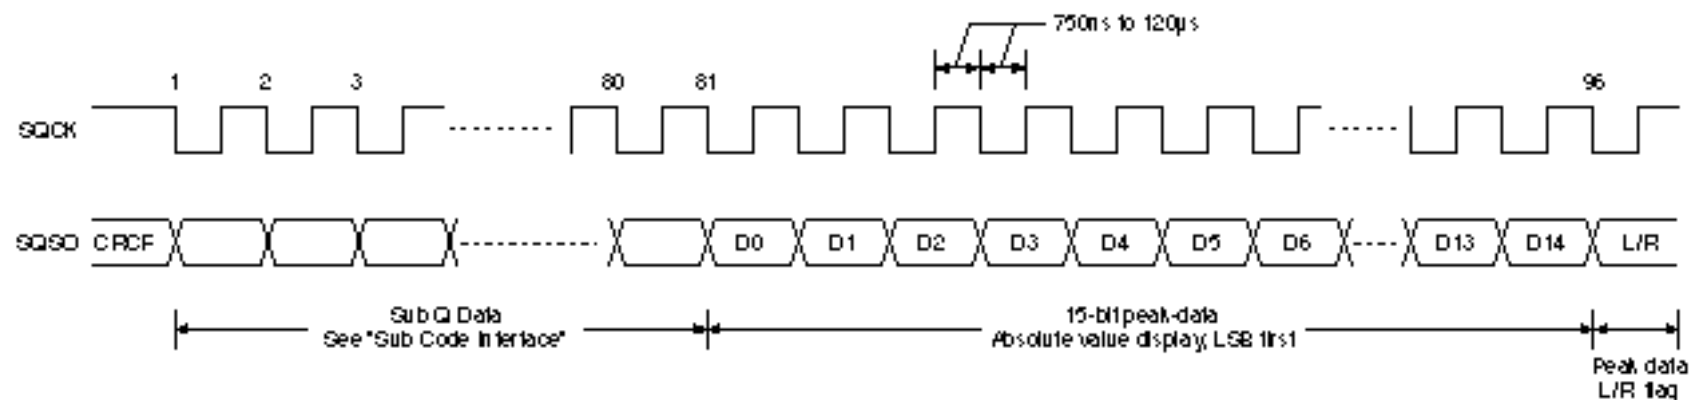 750ns to 120µs
1 2 3 80 81 96
SQCK
SQSO CRCF D0 D1 D2 D3 D4 D5 D6 D13 D14 L/R
Sub Q Data
See "Sub Code Interface"
15-bit peak-data
Absolute value display, LSB first
Peak data
L/R flag